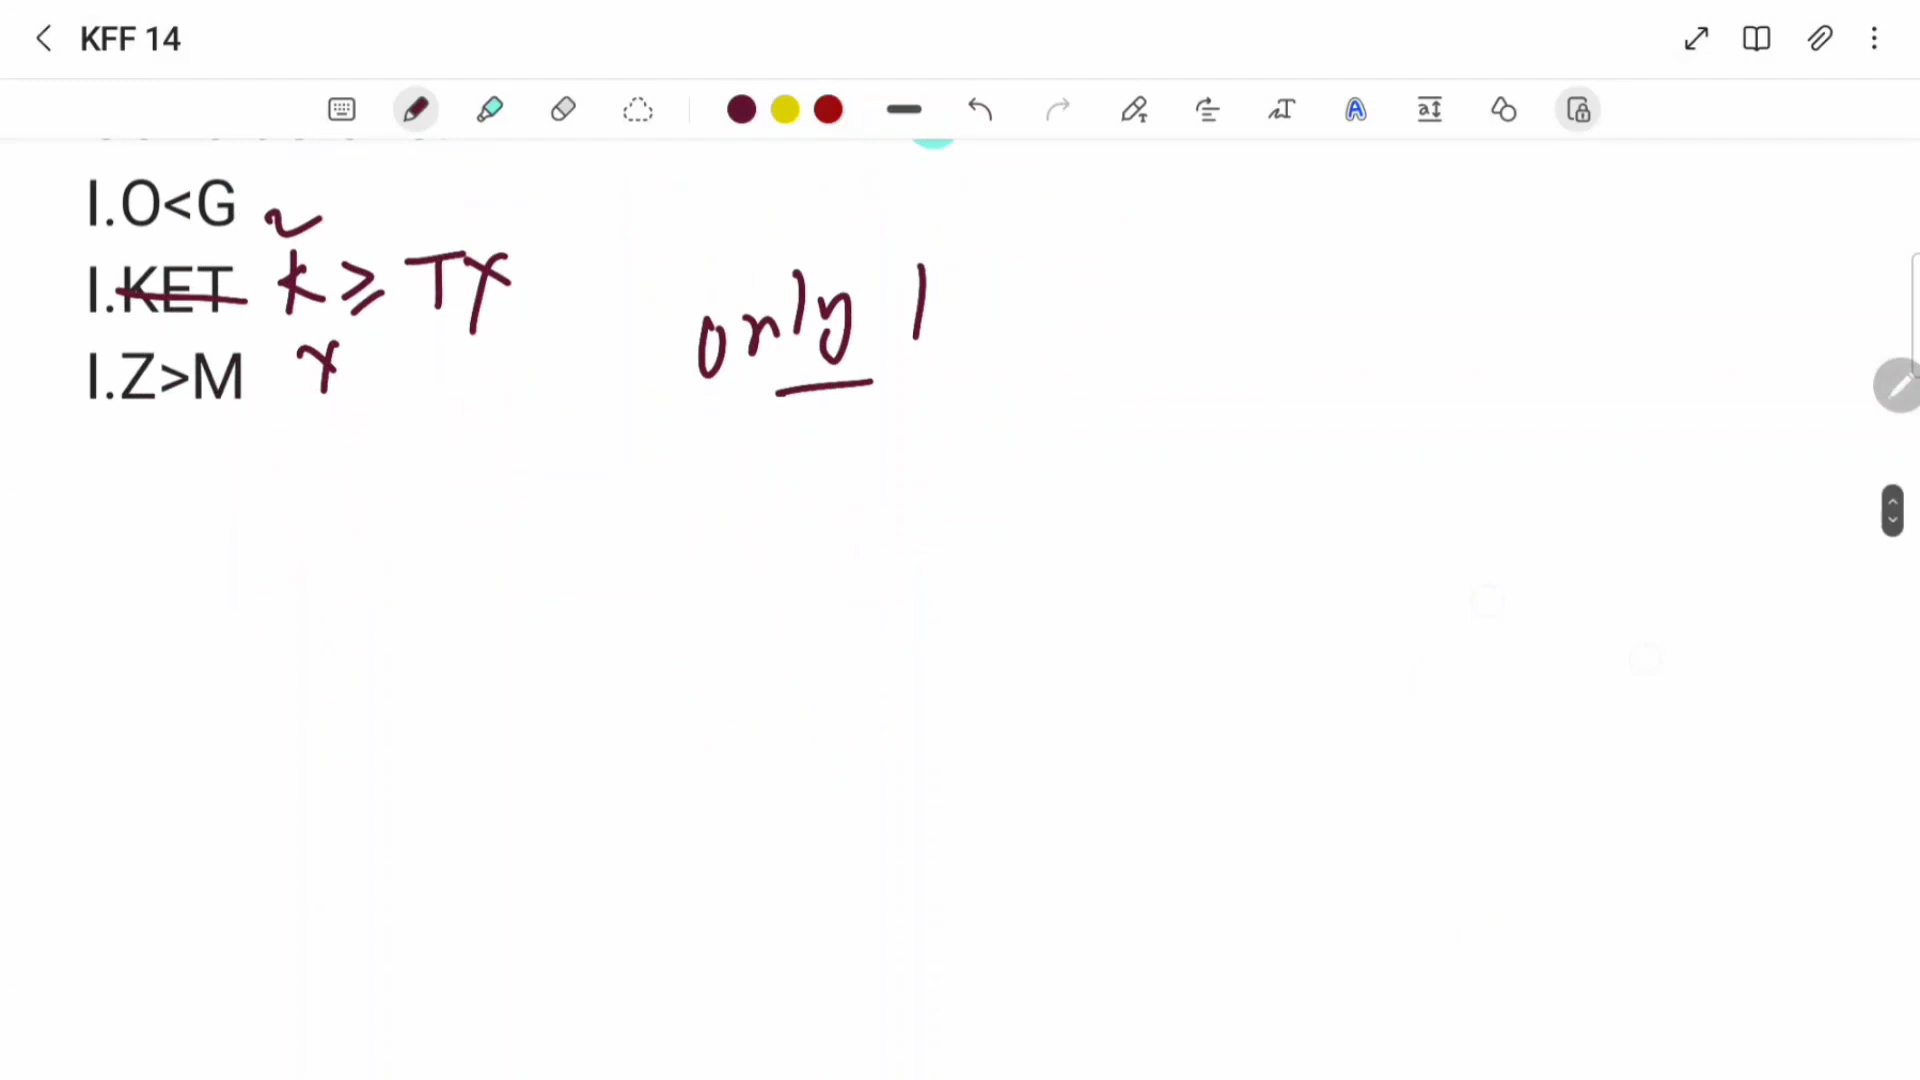 KFF 14
I.O<G
I.KET K ≥ T
I.Z>M
only 1